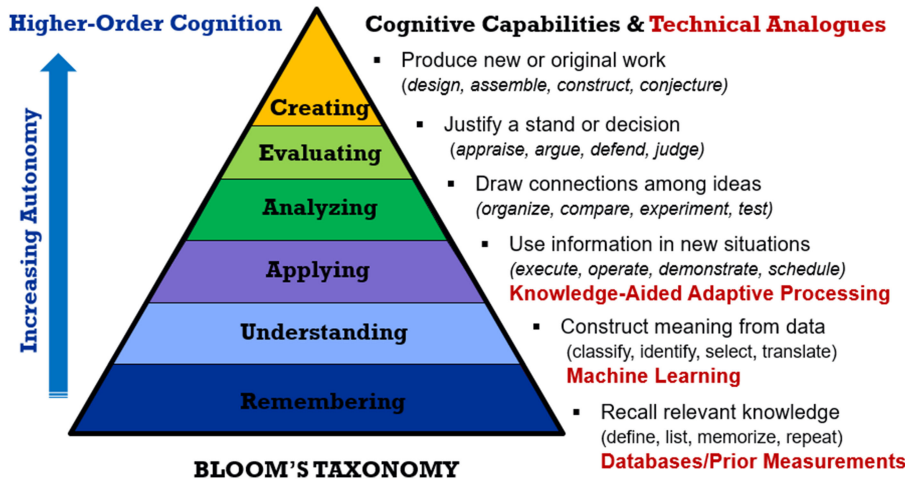 Higher-Order Cognition
Cognitive Capabilities & Technical Analogues
Increasing Autonomy
Creating
▪ Produce new or original work
(design, assemble, construct, conjecture)
Evaluating
▪ Justify a stand or decision
(appraise, argue, defend, judge)
Analyzing
▪ Draw connections among ideas
(organize, compare, experiment, test)
Applying
▪ Use information in new situations
(execute, operate, demonstrate, schedule)
Knowledge-Aided Adaptive Processing
Understanding
▪ Construct meaning from data
(classify, identify, select, translate)
Machine Learning
Remembering
▪ Recall relevant knowledge
(define, list, memorize, repeat)
Databases/Prior Measurements
BLOOM'S TAXONOMY